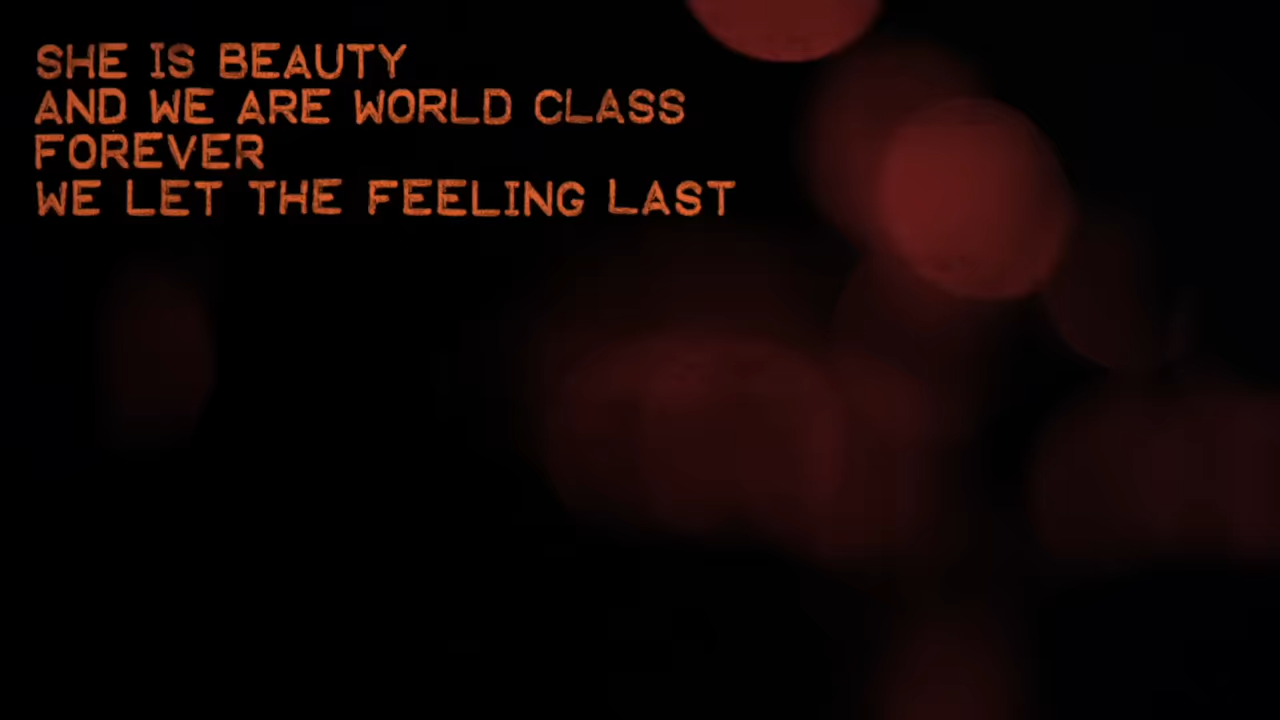 SHE IS BEAUTY
AND WE ARE WORLD CLASS
FOREVER
WE LET THE FEELING LAST